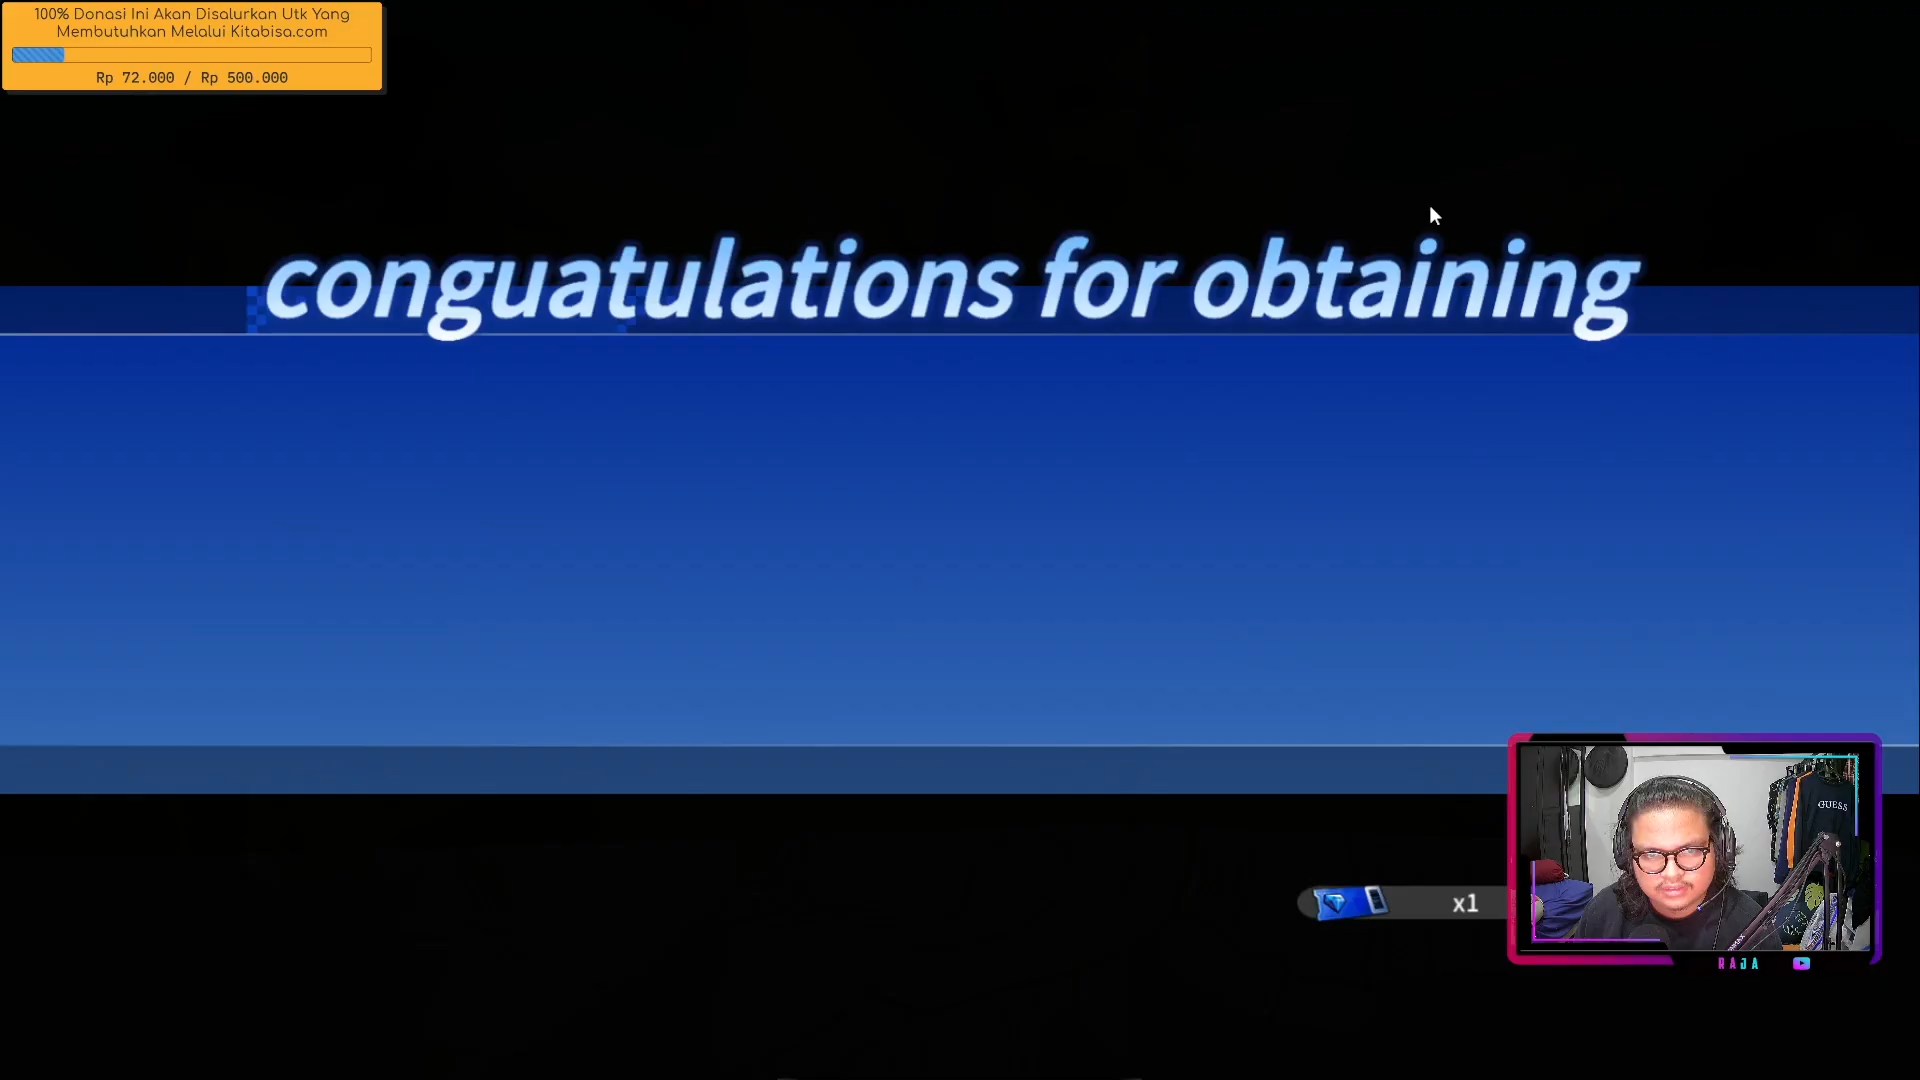 100% Donasi Ini Akan Disalurkan Utk Yang
Membutuhkan Melalui Kitabisa.com
Rp 72.000 / Rp 500.000
conguatulations for obtaining
x1
GUESS
RAJA